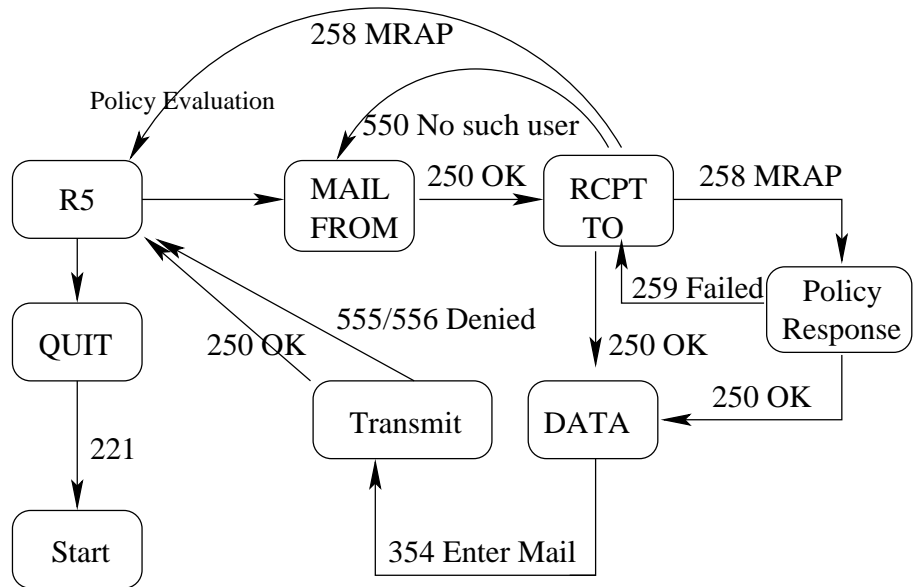 258 MRAP
Policy Evaluation
550 No such user
R5
MAIL
FROM
250 OK
RCPT
TO
258 MRAP
259 Failed
Policy
Response
QUIT
555/556 Denied
250 OK
250 OK
250 OK
Transmit
DATA
221
354 Enter Mail
Start